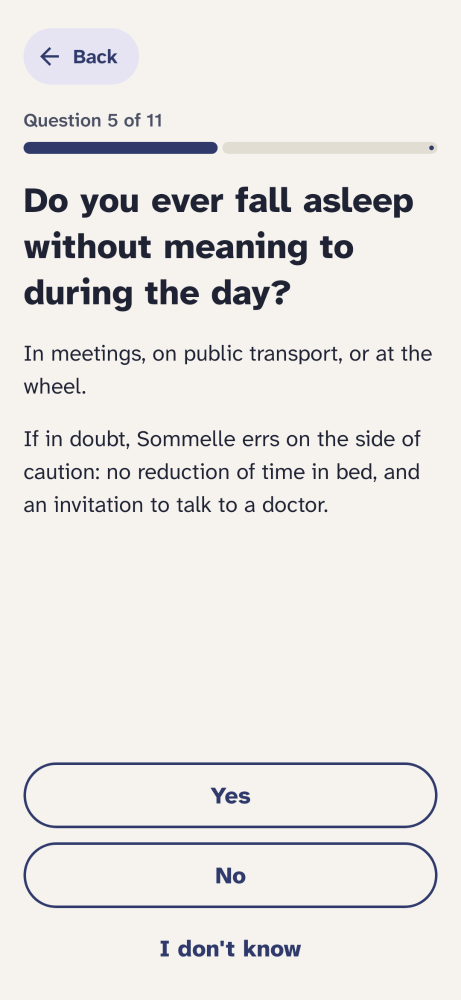 Back
Question 5 of 11
Do you ever fall asleep
without meaning to
during the day?
In meetings, on public transport, or at the
wheel.
If in doubt, Sommelle errs on the side of
caution: no reduction of time in bed, and
an invitation to talk to a doctor.
Yes
No
I don't know